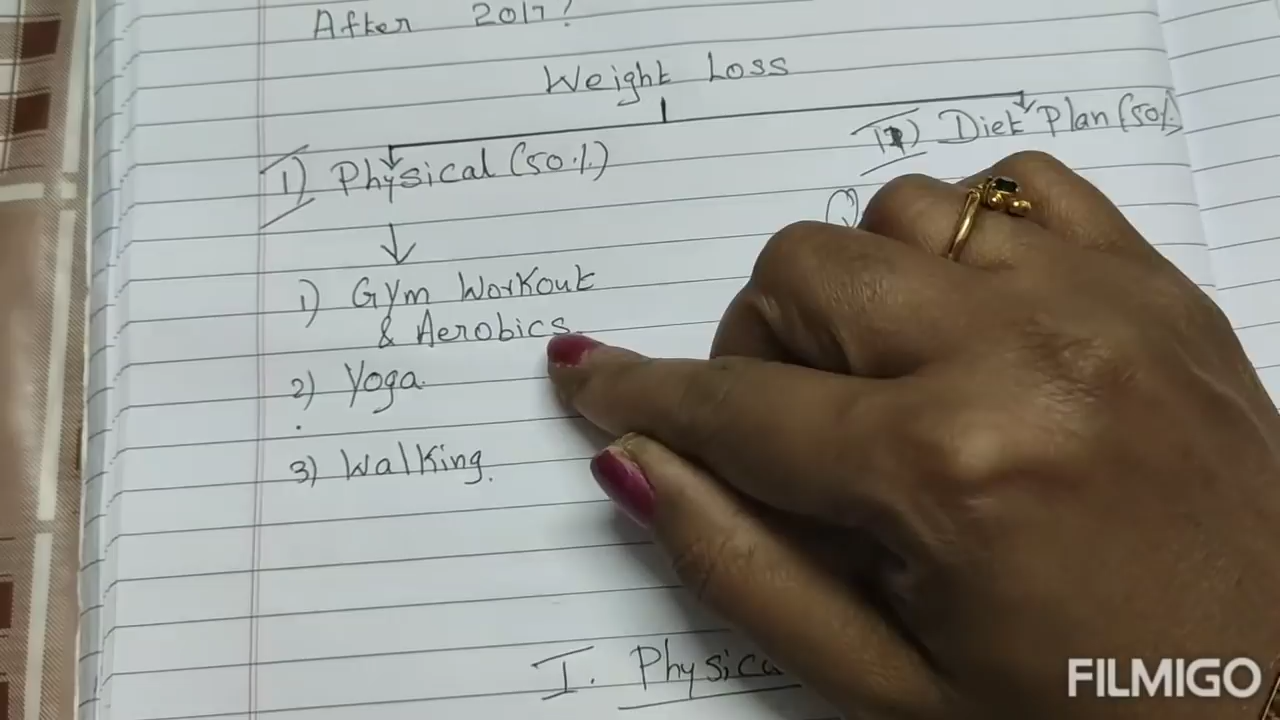 After 2017!
Weight Loss
I) Physical (50%)
II) Diet Plan (50%)
1) Gym Workout
& Aerobics
2) Yoga.
3) Walking.
I. Physica
FILMIGO